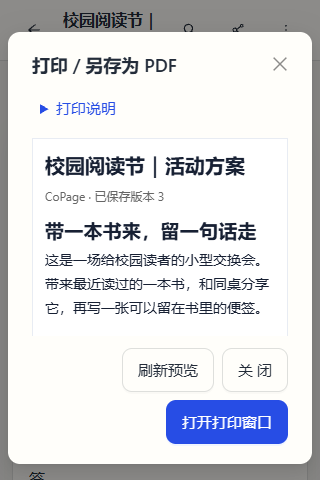 校园阅读节｜
打印 / 另存为 PDF
打印说明
校园阅读节｜活动方案
CoPage · 已保存版本 3
带一本书来，留一句话走
这是一场给校园读者的小型交换会。
带来最近读过的一本书，和同桌分享
它，再写一张可以留在书里的便签。
刷新预览
关 闭
打开打印窗口